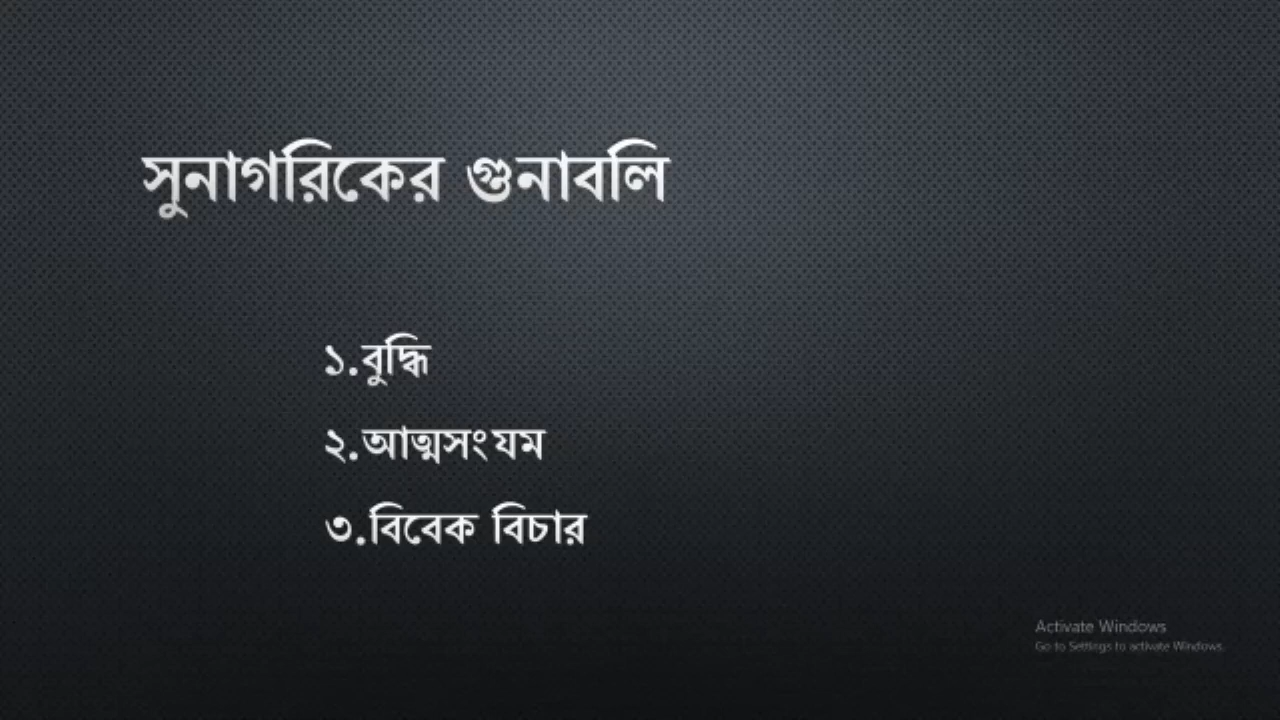 সুনাগরিকের গুনাবলি
১.বুদ্ধি
২.আত্মসংযম
৩.বিবেক বিচার
Activate Windows
Go to Settings to activate Windows.